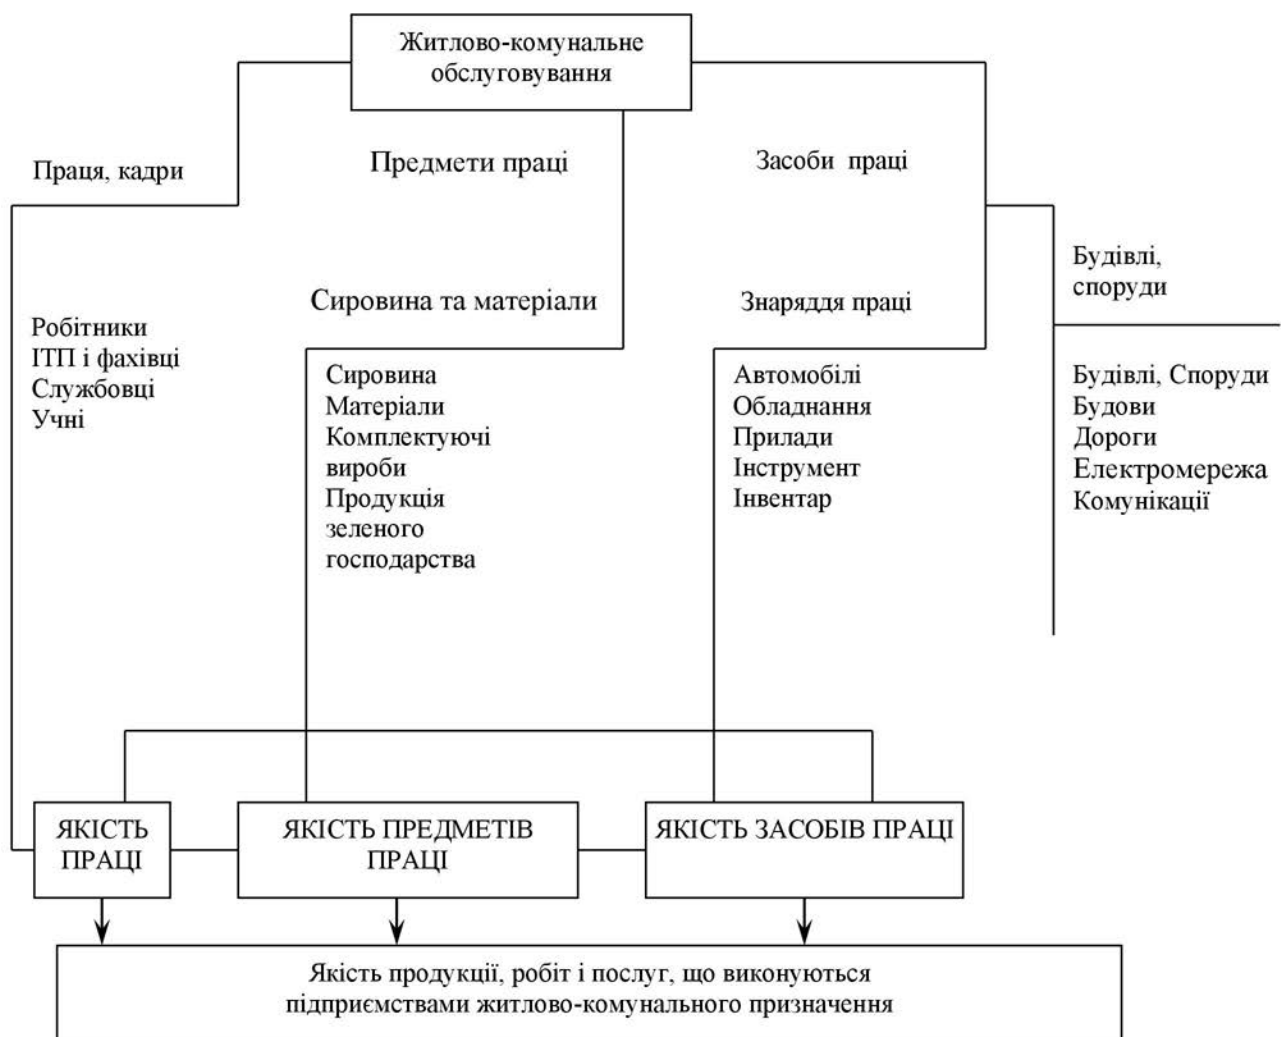 Житлово-комунальне
обслуговування
Праця, кадри
Предмети праці
Засоби праці
Будівлі,
споруди
Сировина та матеріали
Знаряддя праці
Робітники
ІТП і фахівці
Службовці
Учні
Сировина
Матеріали
Комплектуючі
вироби
Продукція
зеленого
господарства
Автомобілі
Обладнання
Прилади
Інструмент
Інвентар
Будівлі, Споруди
Будови
Дороги
Електромережа
Комунікації
ЯКІСТЬ
ПРАЦІ
ЯКІСТЬ ПРЕДМЕТІВ
ПРАЦІ
ЯКІСТЬ ЗАСОБІВ ПРАЦІ
Якість продукції, робіт і послуг, що виконуються
підприємствами житлово-комунального призначення